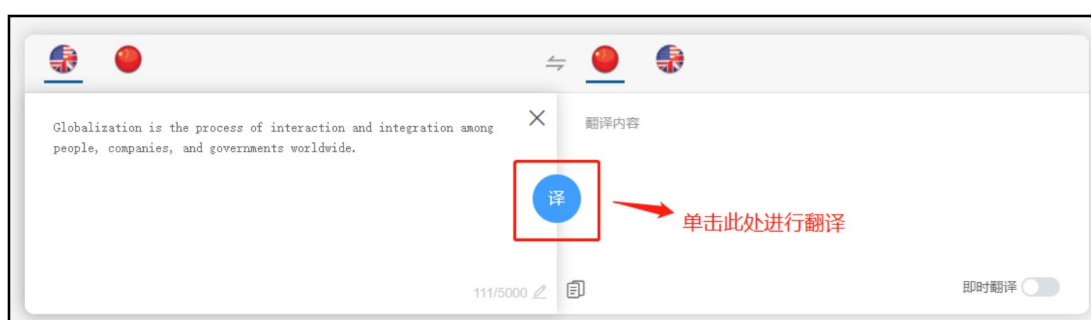 Globalization is the process of interaction and integration among
people, companies, and governments worldwide.
翻译内容
译
单击此处进行翻译
111/5000
即时翻译